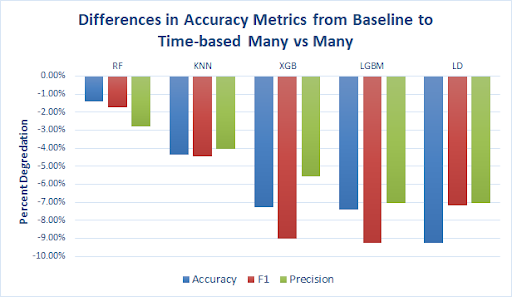 Differences in Accuracy Metrics from Baseline to
Time-based Many vs Many
RF KNN XGB LGBM LD
0.00%
-1.00%
-2.00%
-3.00%
-4.00%
-5.00%
-6.00%
-7.00%
-8.00%
-9.00%
-10.00%
Percent Degredation
Accuracy F1 Precision